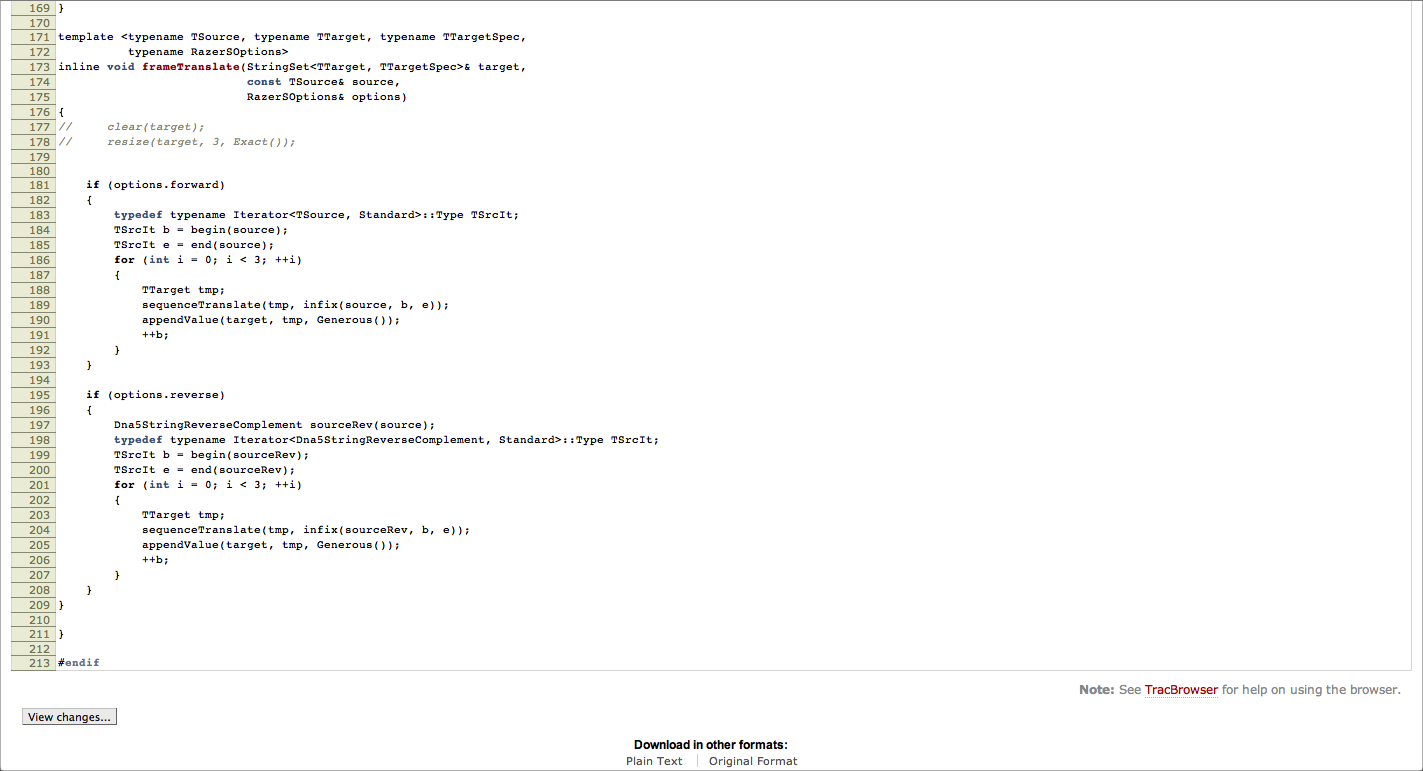 169 }
170
171 template <typename TSource, typename TTarget, typename TTargetSpec,
172           typename RazerSOptions>
173 inline void frameTranslate(StringSet<TTarget, TTargetSpec>& target,
174                            const TSource& source,
175                            RazerSOptions& options)
176 {
177 //     clear(target);
178 //     resize(target, 3, Exact());
179
180
181     if (options.forward)
182     {
183         typedef typename Iterator<TSource, Standard>::Type TSrcIt;
184         TSrcIt b = begin(source);
185         TSrcIt e = end(source);
186         for (int i = 0; i < 3; ++i)
187         {
188             TTarget tmp;
189             sequenceTranslate(tmp, infix(source, b, e));
190             appendValue(target, tmp, Generous());
191             ++b;
192         }
193     }
194
195     if (options.reverse)
196     {
197         Dna5StringReverseComplement sourceRev(source);
198         typedef typename Iterator<Dna5StringReverseComplement, Standard>::Type TSrcIt;
199         TSrcIt b = begin(sourceRev);
200         TSrcIt e = end(sourceRev);
201         for (int i = 0; i < 3; ++i)
202         {
203             TTarget tmp;
204             sequenceTranslate(tmp, infix(sourceRev, b, e));
205             appendValue(target, tmp, Generous());
206             ++b;
207         }
208     }
209 }
210
211 }
212
213 #endif
Note: See TracBrowser for help on using the browser.
View changes...
Download in other formats:
Plain Text
Original Format